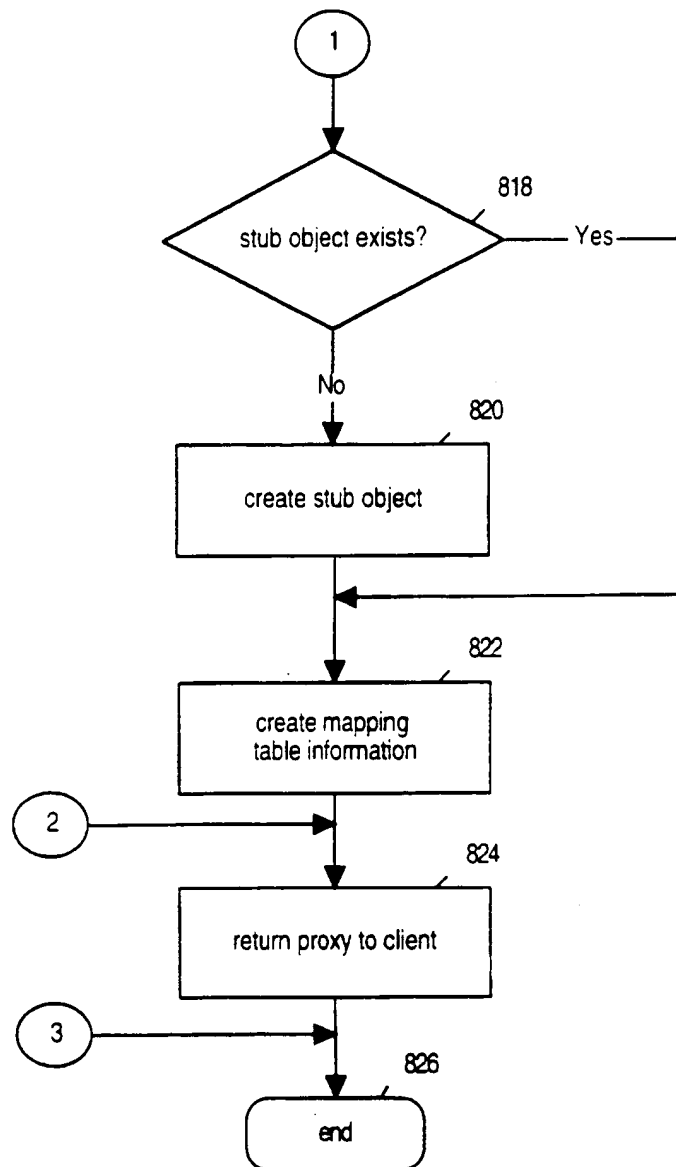 1
818
stub object exists?
Yes
No
820
create stub object
822
create mapping
table information
2
824
return proxy to client
3
826
end